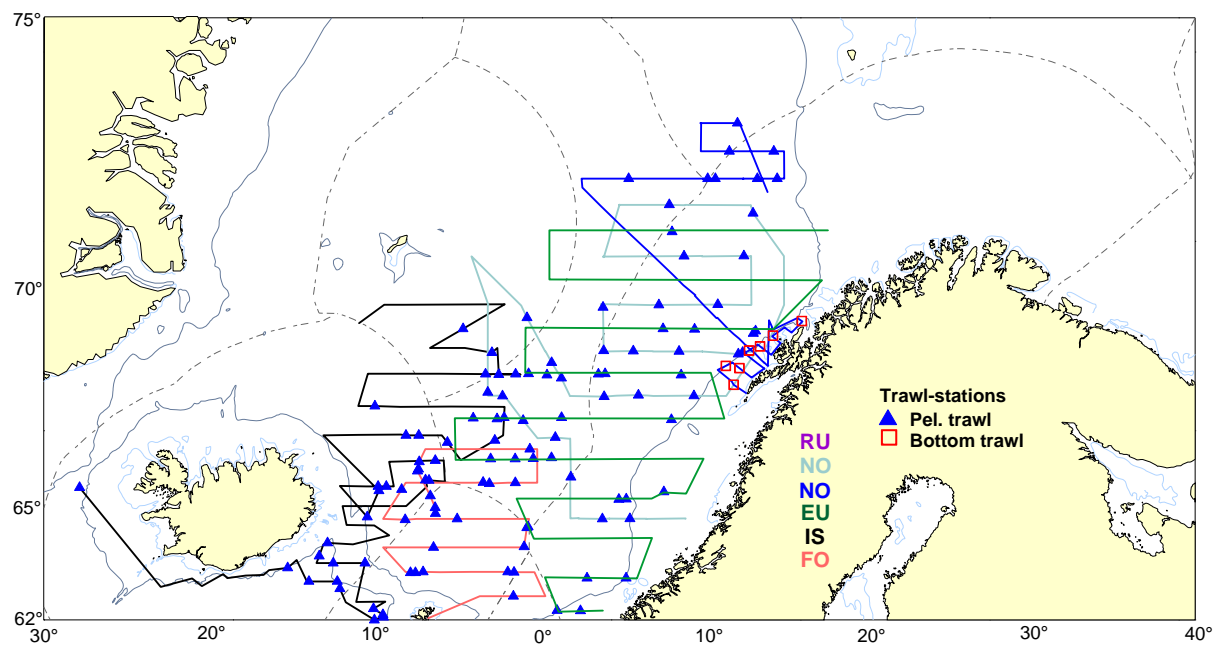 75°
70°
65°
62°
30°
20°
10°
0°
10°
20°
30°
40°
Trawl-stations
Pel. trawl
Bottom trawl
RU
NO
NO
EU
IS
FO